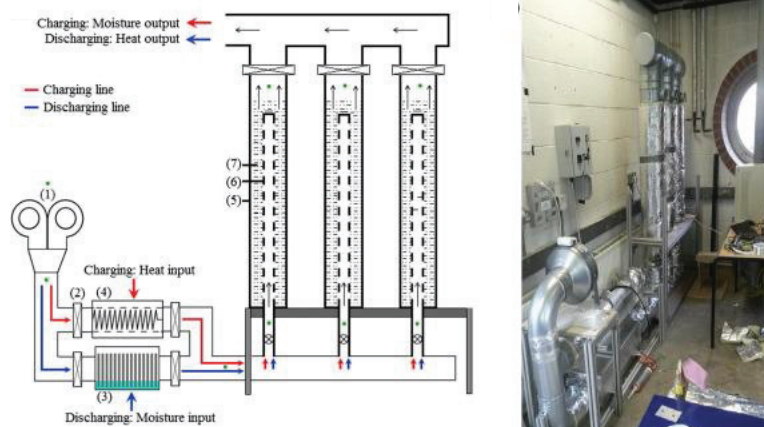 Charging: Moisture output
Discharging: Heat output
Charging line
Discharging line
(7)
(6)
(5)
(1)
Charging: Heat input
(2)
(4)
(3)
Discharging: Moisture input